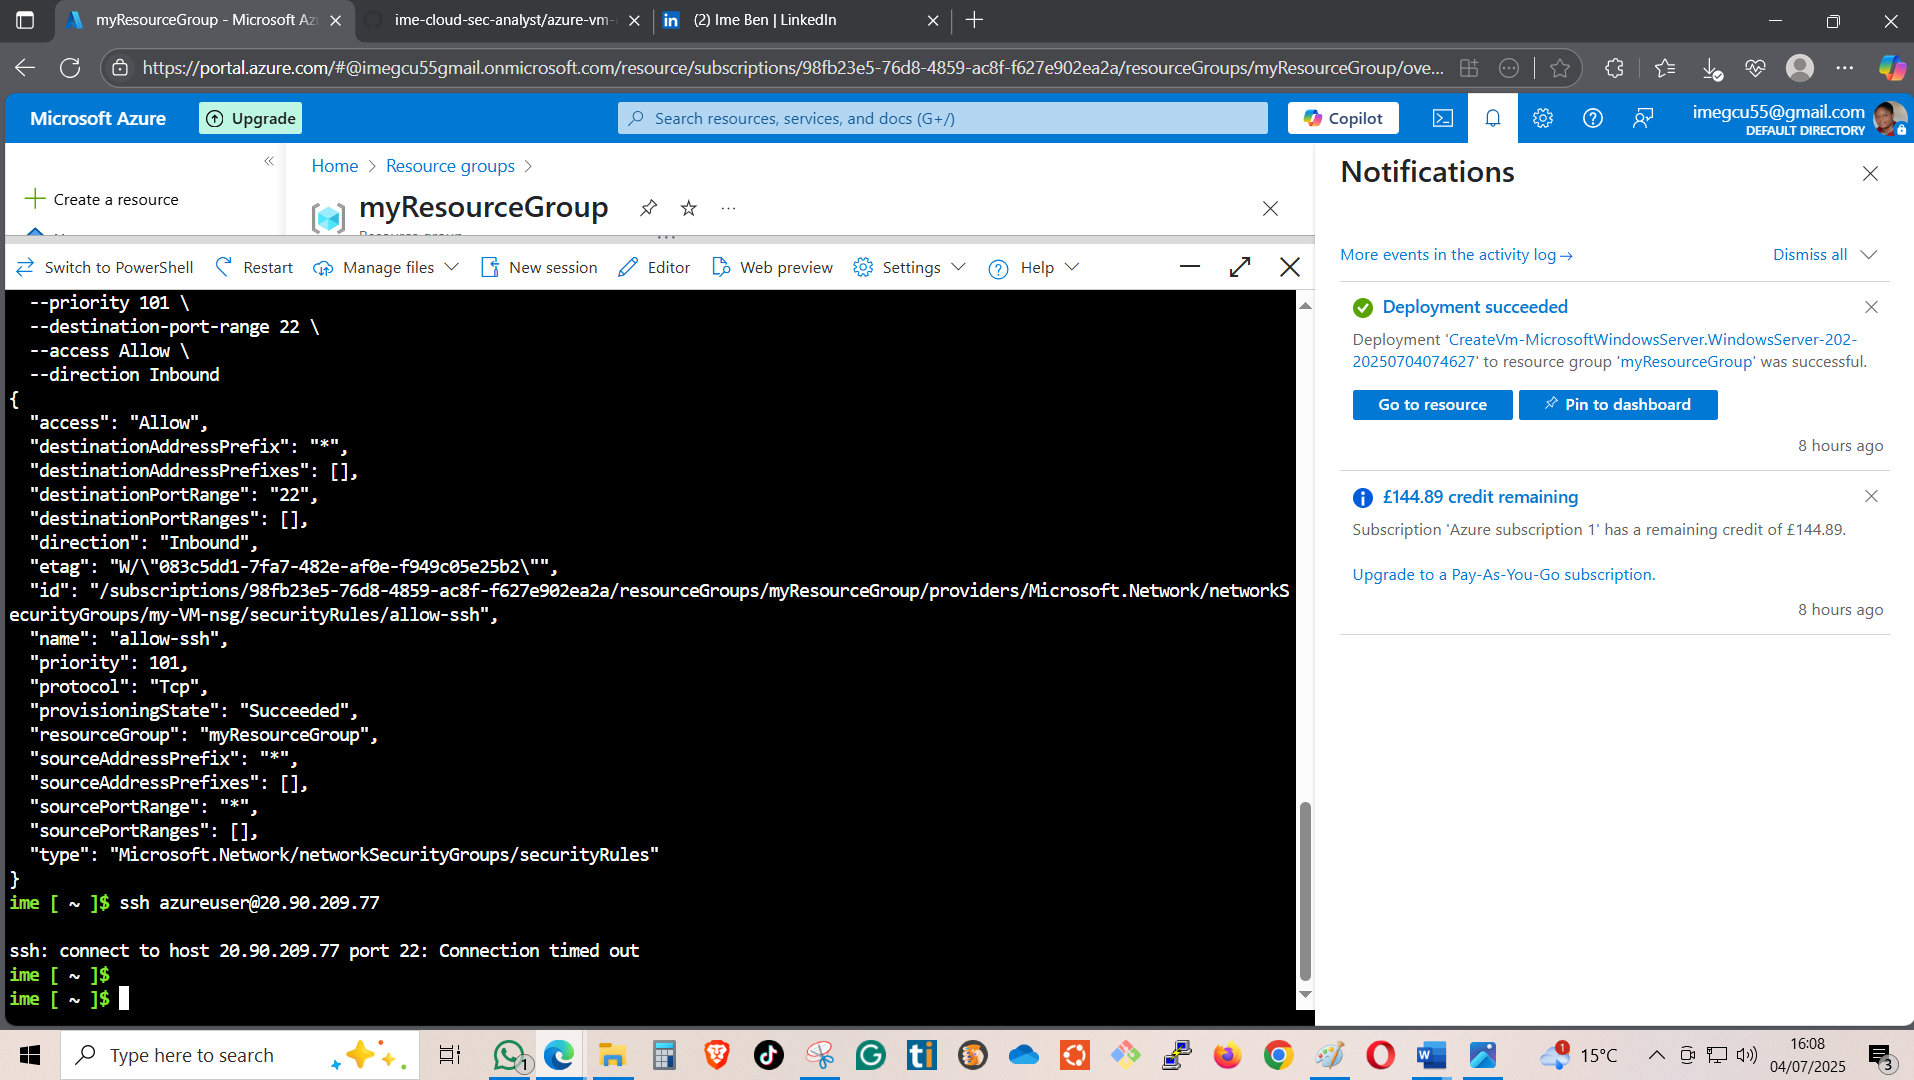 myResourceGroup - Microsoft Az
ime-cloud-sec-analyst/azure-vm-
(2) Ime Ben | LinkedIn
https://portal.azure.com/#@imegcu55gmail.onmicrosoft.com/resource/subscriptions/98fb23e5-76d8-4859-ac8f-f627e902ea2a/resourceGroups/myResourceGroup/ove...
Microsoft Azure
Upgrade
Search resources, services, and docs (G+/)
Copilot
imegcu55@gmail.com
DEFAULT DIRECTORY
Create a resource
Home > Resource groups >
myResourceGroup
Switch to PowerShell
Restart
Manage files
New session
Editor
Web preview
Settings
Help
--priority 101 \
--destination-port-range 22 \
--access Allow \
--direction Inbound
{
"access": "Allow",
"destinationAddressPrefix": "*",
"destinationAddressPrefixes": [],
"destinationPortRange": "22",
"destinationPortRanges": [],
"direction": "Inbound",
"etag": "W/\"083c5dd1-7fa7-482e-af0e-f949c05e25b2\"",
"id": "/subscriptions/98fb23e5-76d8-4859-ac8f-f627e902ea2a/resourceGroups/myResourceGroup/providers/Microsoft.Network/networkS
ecurityGroups/my-VM-nsg/securityRules/allow-ssh",
"name": "allow-ssh",
"priority": 101,
"protocol": "Tcp",
"provisioningState": "Succeeded",
"resourceGroup": "myResourceGroup",
"sourceAddressPrefix": "*",
"sourceAddressPrefixes": [],
"sourcePortRange": "*",
"sourcePortRanges": [],
"type": "Microsoft.Network/networkSecurityGroups/securityRules"
}
ime [ ~ ]$ ssh azureuser@20.90.209.77
ssh: connect to host 20.90.209.77 port 22: Connection timed out
ime [ ~ ]$
ime [ ~ ]$
Notifications
More events in the activity log →
Dismiss all
Deployment succeeded
Deployment 'CreateVm-MicrosoftWindowsServer.WindowsServer-202-
20250704074627' to resource group 'myResourceGroup' was successful.
Go to resource
Pin to dashboard
8 hours ago
£144.89 credit remaining
Subscription 'Azure subscription 1' has a remaining credit of £144.89.
Upgrade to a Pay-As-You-Go subscription.
8 hours ago
Type here to search
1
ti
1
15°C
16:08
04/07/2025
3